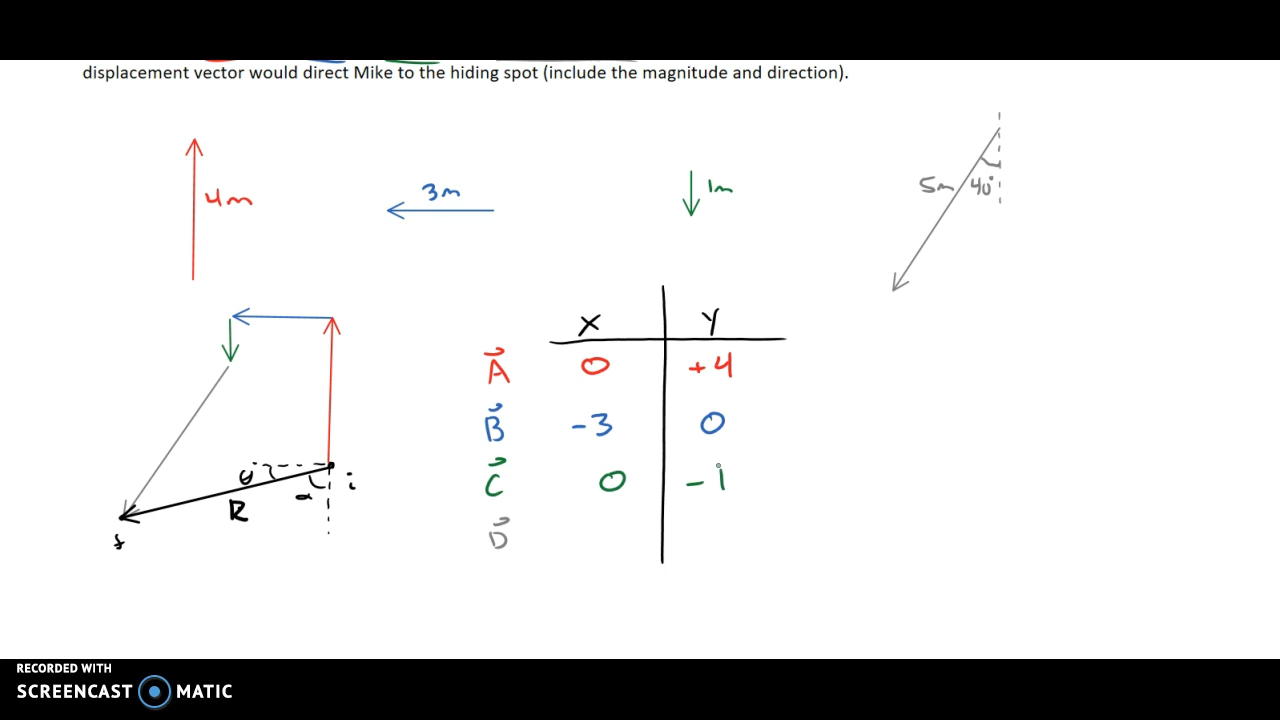 displacement vector would direct Mike to the hiding spot (include the magnitude and direction).
4m
3m
1m
5m 40°
X Y
A 0 +4
B -3 0
C 0 -1
D
θ
α
i
R
f
RECORDED WITH
SCREENCAST MATIC